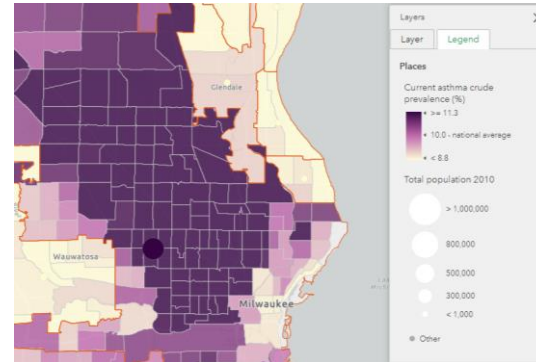 Layers
Layer
Legend
Places
Current asthma crude
prevalence (%)
>= 11.3
10.0 - national average
< 8.8
Total population 2010
> 1,000,000
800,000
500,000
300,000
< 1,000
Other
Glendale
Wauwatosa
Milwaukee